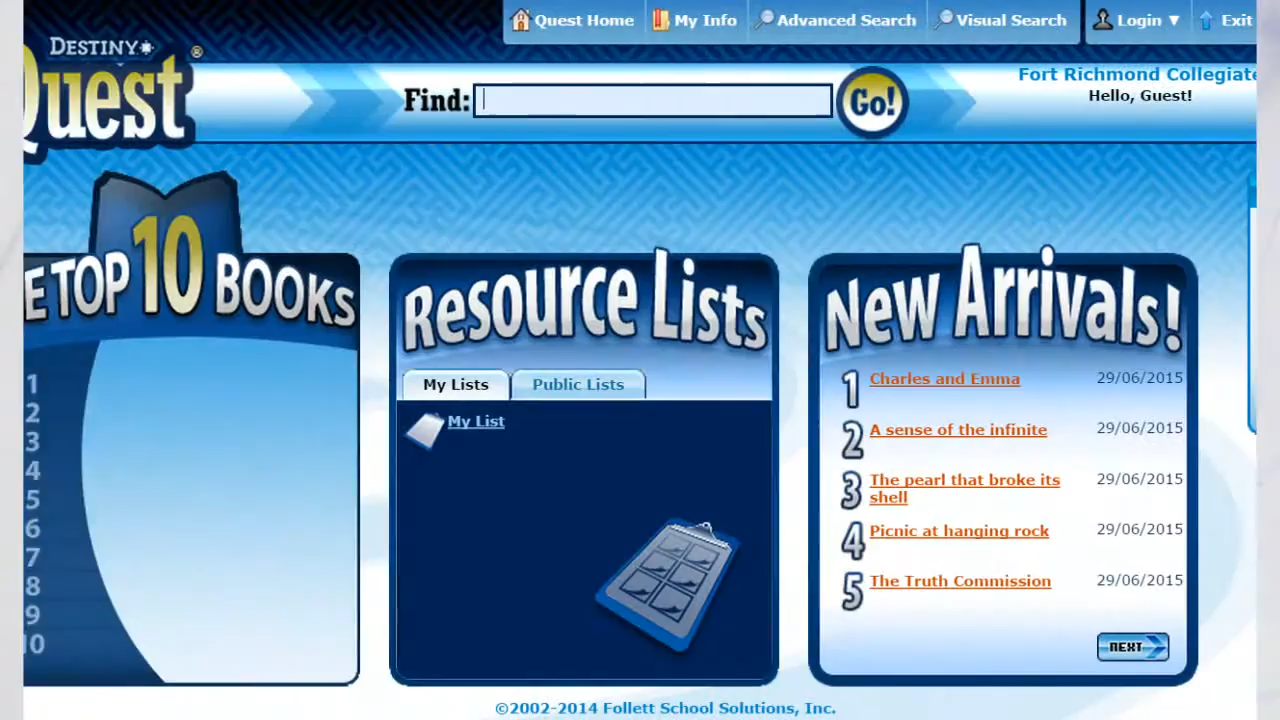 Quest Home My Info Advanced Search Visual Search Login ▼ Exit
DESTINY ®
Quest
Find: Go!
Fort Richmond Collegiate
Hello, Guest!
E TOP 10 BOOKS
1
2
3
4
5
6
7
8
9
10
Resource Lists
My Lists Public Lists
My List
New Arrivals!
1 Charles and Emma 29/06/2015
2 A sense of the infinite 29/06/2015
3 The pearl that broke its 29/06/2015
shell
4 Picnic at hanging rock 29/06/2015
5 The Truth Commission 29/06/2015
NEXT
©2002-2014 Follett School Solutions, Inc.